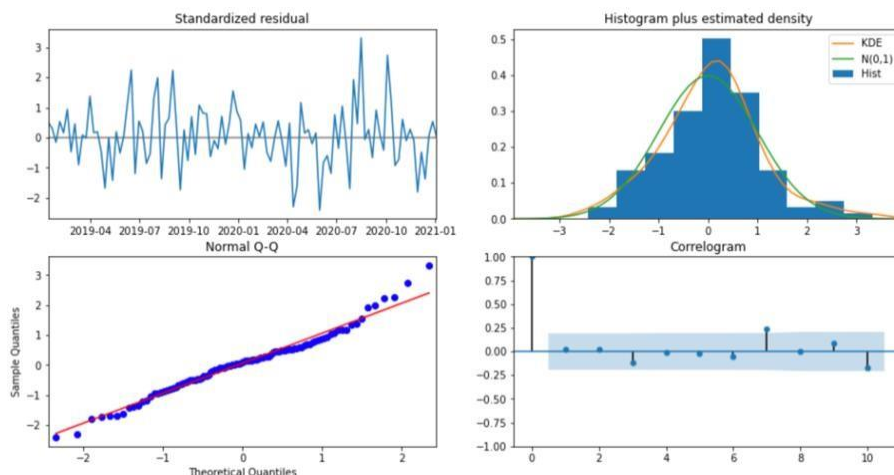 Standardized residual
3
2
1
0
−1
−2
2019-04 2019-07 2019-10 2020-01 2020-04 2020-07 2020-10 2021-01
Histogram plus estimated density
KDE
N(0,1)
Hist
0.5
0.4
0.3
0.2
0.1
0.0
−3 −2 −1 0 1 2 3
Normal Q-Q
Sample Quantiles
3
2
1
0
−1
−2
−2 −1 0 1 2
Theoretical Quantiles
Correlogram
1.00
0.75
0.50
0.25
0.00
−0.25
−0.50
−0.75
−1.00
0 2 4 6 8 10